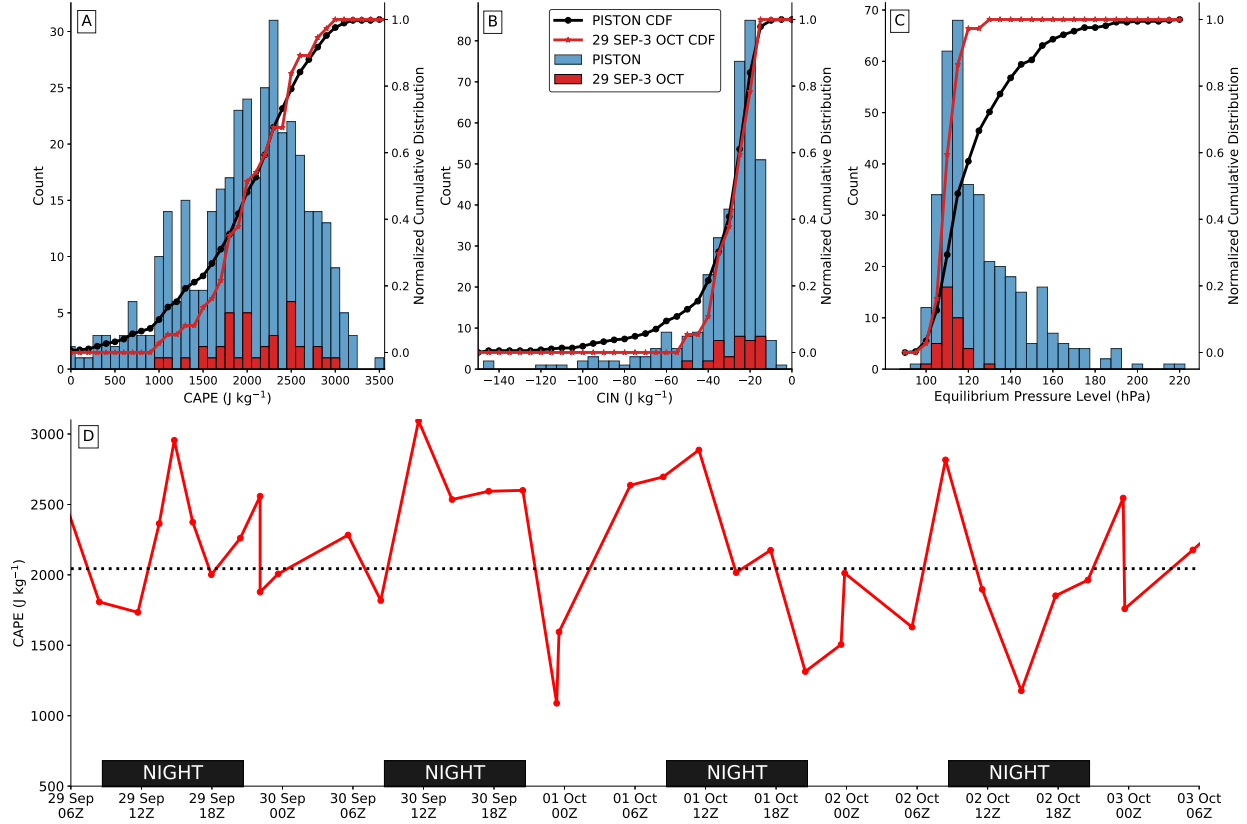 A
B
C
PISTON CDF
29 SEP-3 OCT CDF
PISTON
29 SEP-3 OCT
30
25
20
15
10
5
0
Count
1.0
0.8
0.6
0.4
0.2
0.0
Normalized Cumulative Distribution
0 500 1000 1500 2000 2500 3000 3500
CAPE (J kg⁻¹)
80
70
60
50
40
30
20
10
0
Count
1.0
0.8
0.6
0.4
0.2
0.0
Normalized Cumulative Distribution
−140 −120 −100 −80 −60 −40 −20 0
CIN (J kg⁻¹)
70
60
50
40
30
20
10
0
Count
1.0
0.8
0.6
0.4
0.2
0.0
Normalized Cumulative Distribution
100 120 140 160 180 200 220
Equilibrium Pressure Level (hPa)
D
3000
2500
2000
1500
1000
500
CAPE (J kg⁻¹)
NIGHT NIGHT NIGHT NIGHT
29 Sep 29 Sep 29 Sep 30 Sep 30 Sep 30 Sep 30 Sep 01 Oct 01 Oct 01 Oct 01 Oct 02 Oct 02 Oct 02 Oct 02 Oct 03 Oct 03 Oct
06Z 12Z 18Z 00Z 06Z 12Z 18Z 00Z 06Z 12Z 18Z 00Z 06Z 12Z 18Z 00Z 06Z